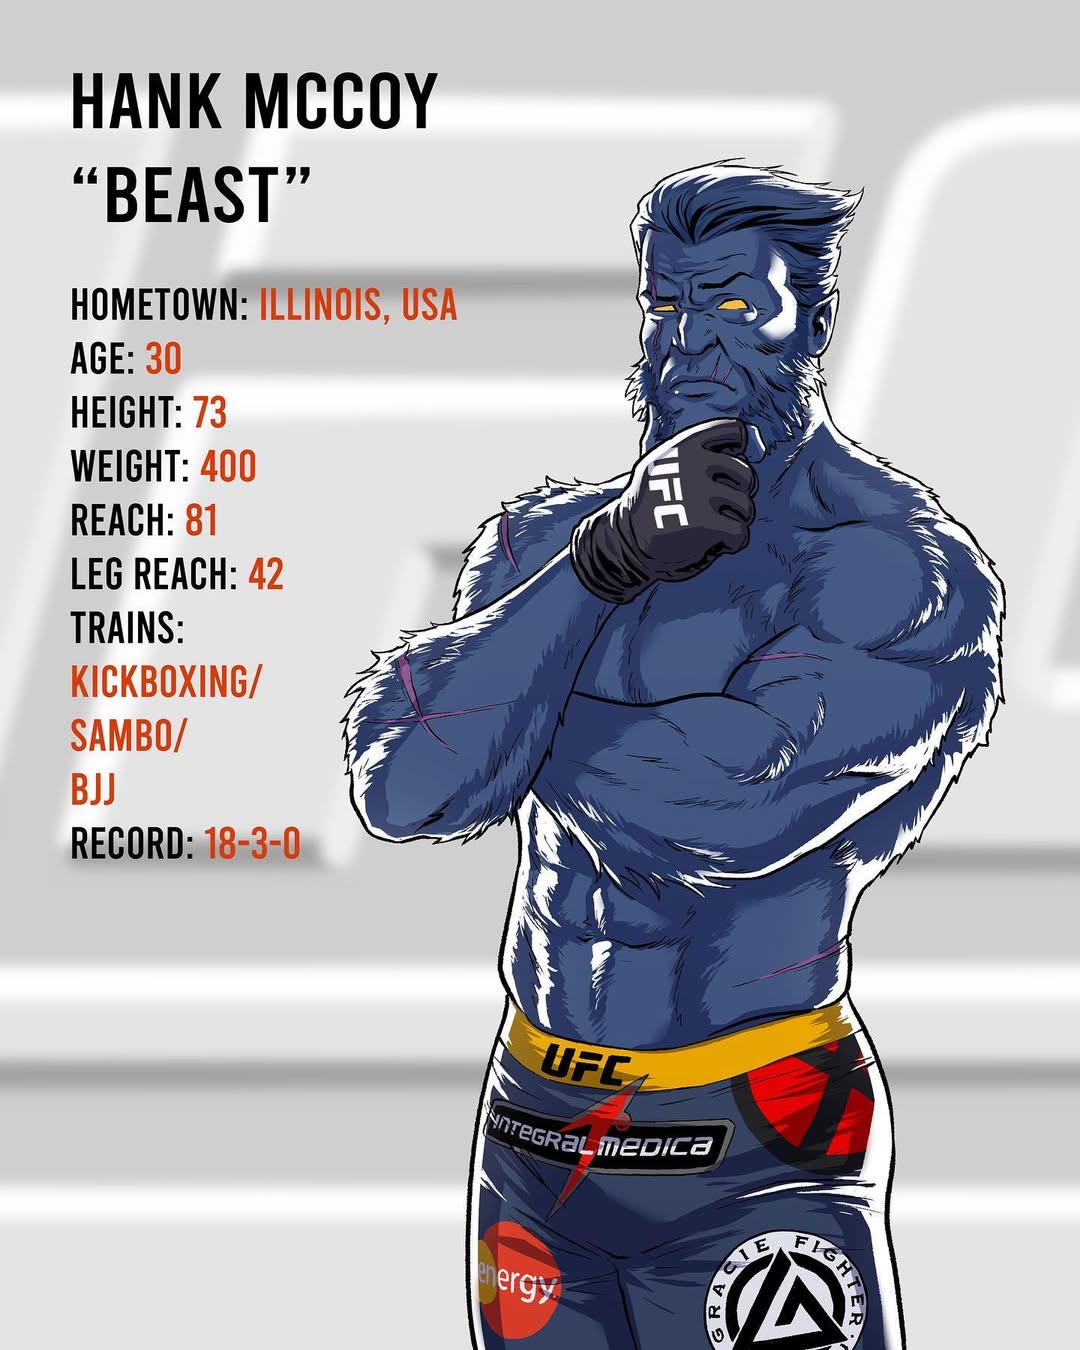 HANK MCCOY
“BEAST”
HOMETOWN: ILLINOIS, USA
AGE: 30
HEIGHT: 73
WEIGHT: 400
REACH: 81
LEG REACH: 42
TRAINS:
KICKBOXING/
SAMBO/
BJJ
RECORD: 18-3-0
UFC
UFC
INTEGRALMEDICA
energy
GRACIE FIGHTER